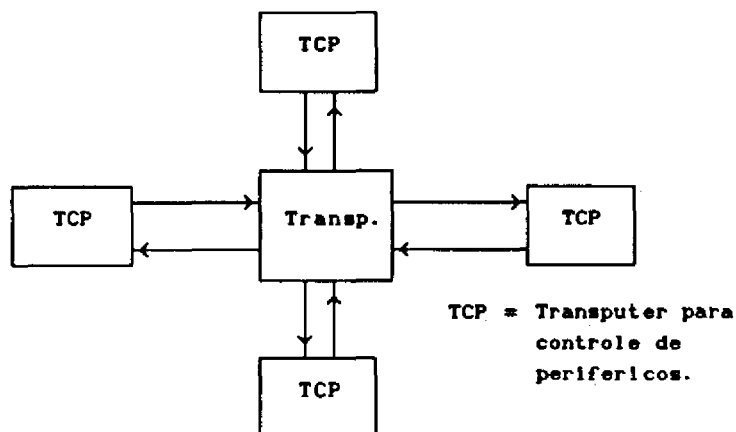 TCP
TCP
Transp.
TCP
TCP = Transputer para
controle de
perifericos.
TCP